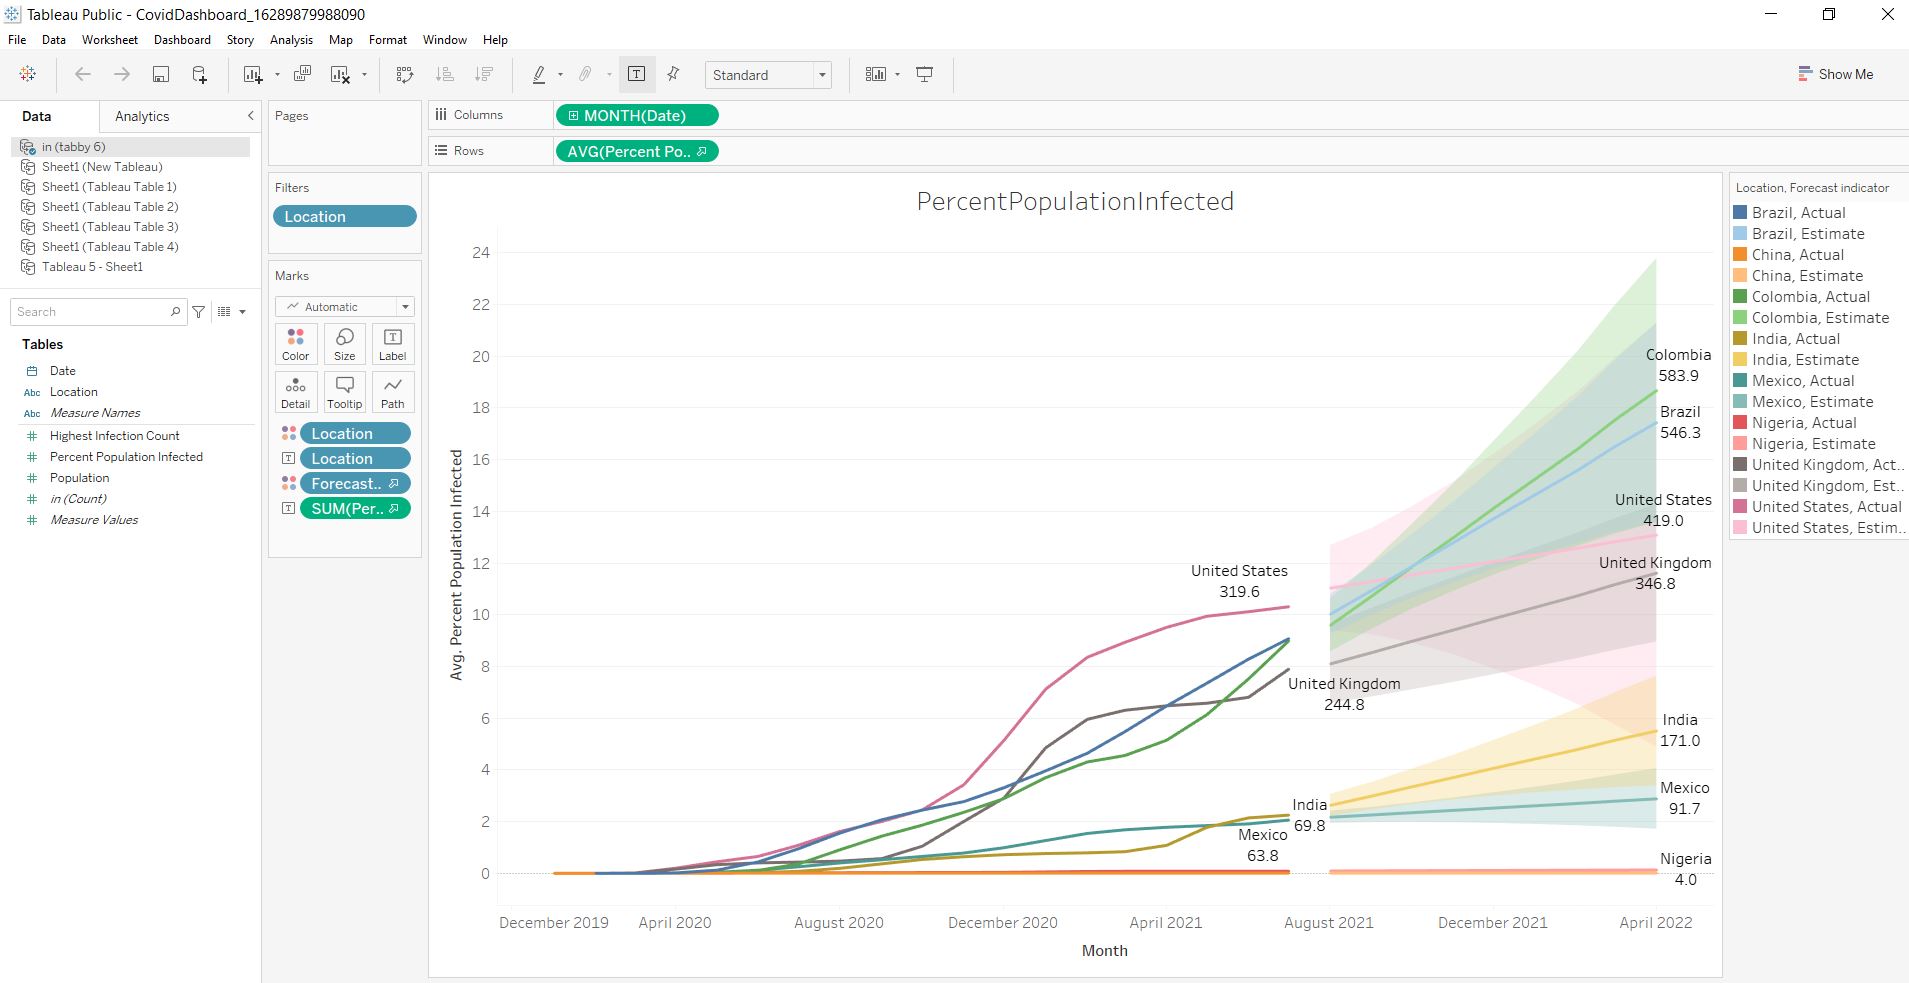 Tableau Public - CovidDashboard_16289879988090
File Data Worksheet Dashboard Story Analysis Map Format Window Help
Standard
Show Me
Data Analytics
in (tabby 6)
Sheet1 (New Tableau)
Sheet1 (Tableau Table 1)
Sheet1 (Tableau Table 2)
Sheet1 (Tableau Table 3)
Sheet1 (Tableau Table 4)
Tableau 5 - Sheet1
Search
Tables
Date
Abc Location
Abc Measure Names
# Highest Infection Count
# Percent Population Infected
# Population
# in (Count)
# Measure Values
Pages
Filters
Location
Marks
Automatic
Color Size Label
Detail Tooltip Path
Location
Location
Forecast..
SUM(Per..
Columns MONTH(Date)
Rows AVG(Percent Po..
PercentPopulationInfected
Avg. Percent Population Infected
24
22
20
18
16
14
12
10
8
6
4
2
0
United States
319.6
United Kingdom
244.8
India
69.8
Mexico
63.8
Colombia
583.9
Brazil
546.3
United States
419.0
United Kingdom
346.8
India
171.0
Mexico
91.7
Nigeria
4.0
December 2019 April 2020 August 2020 December 2020 April 2021 August 2021 December 2021 April 2022
Month
Location, Forecast indicator
Brazil, Actual
Brazil, Estimate
China, Actual
China, Estimate
Colombia, Actual
Colombia, Estimate
India, Actual
India, Estimate
Mexico, Actual
Mexico, Estimate
Nigeria, Actual
Nigeria, Estimate
United Kingdom, Act..
United Kingdom, Est..
United States, Actual
United States, Estim..